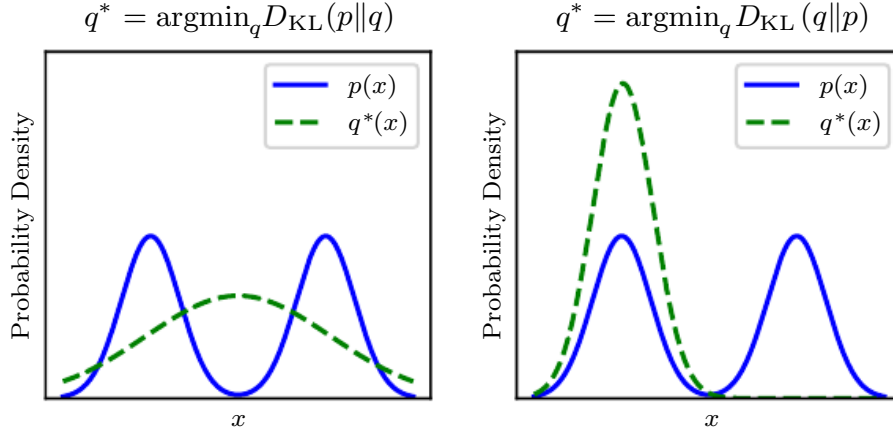 q* = argmin_q D_KL(p‖q)
p(x)
q*(x)
Probability Density
x
q* = argmin_q D_KL (q‖p)
p(x)
q*(x)
Probability Density
x